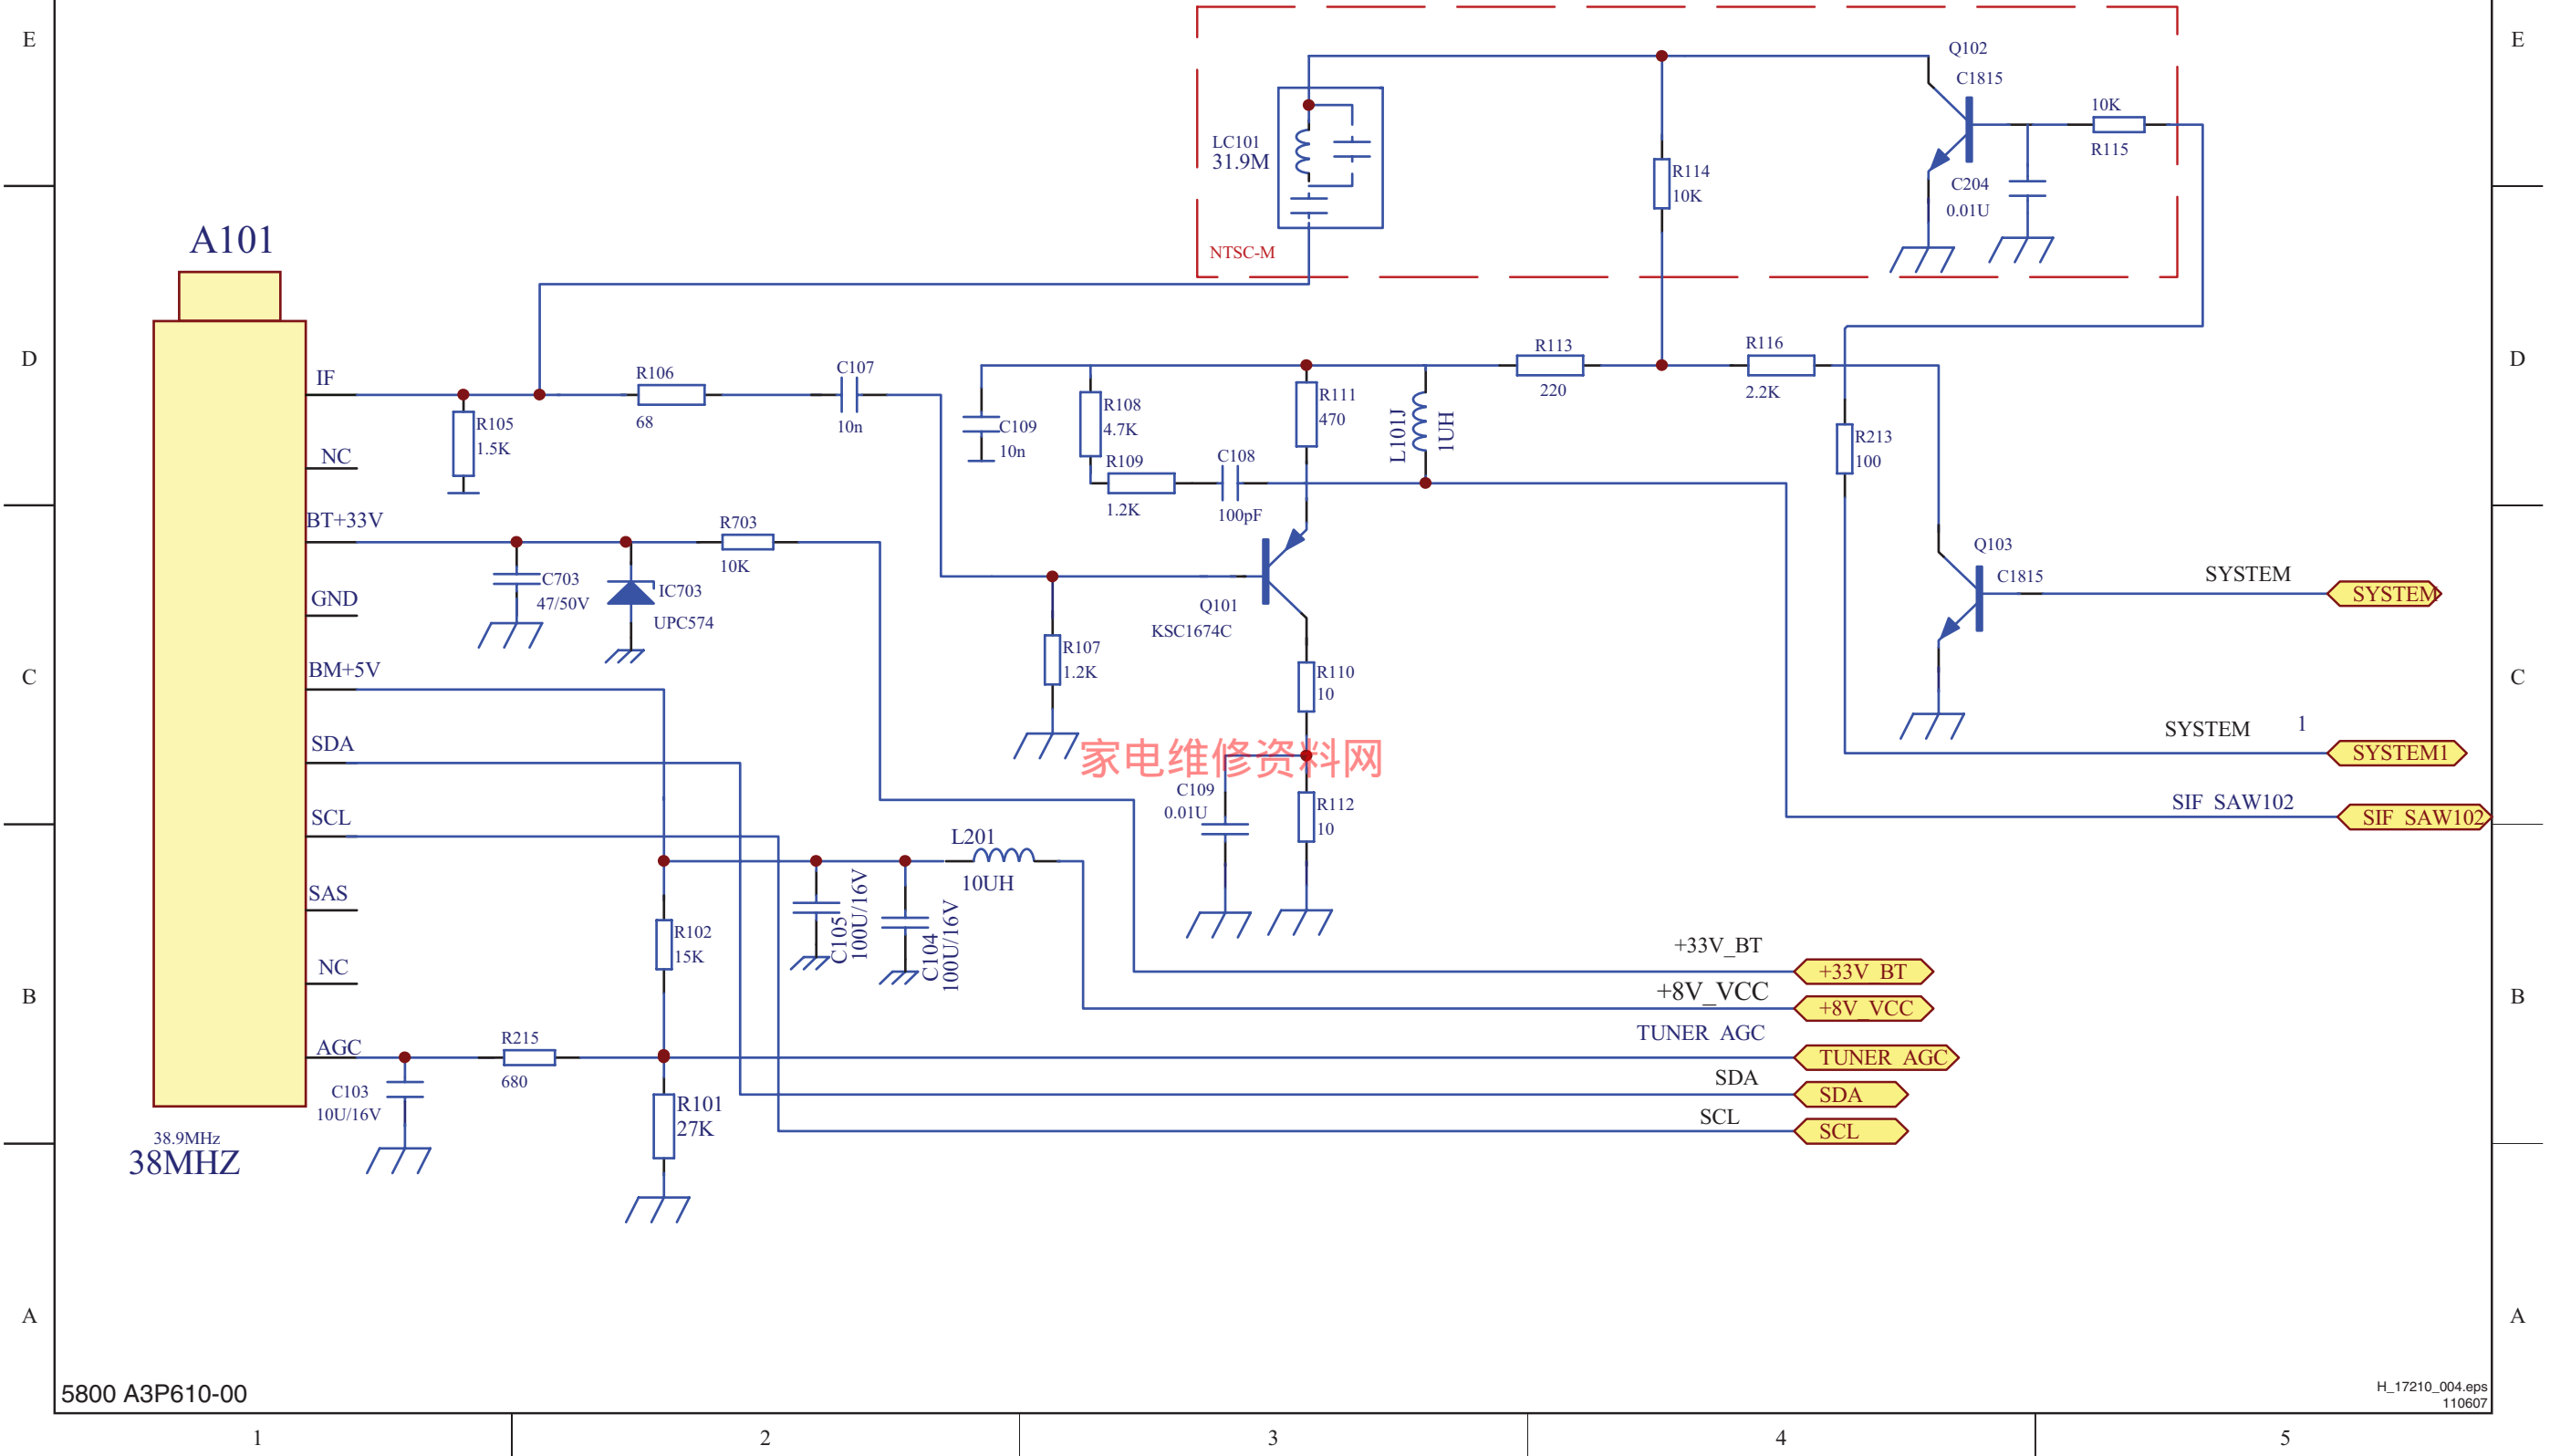 E
E
Q102
C1815
10K
R115
LC101
31.9M
R114
10K
C204
0.01U
NTSC-M
A101
D
D
IF
R106
68
C107
10n
R113
220
R116
2.2K
R105
1.5K
NC
C109
10n
R108
4.7K
R109
1.2K
C108
100pF
R111
470
L101J
1UH
R213
100
BT+33V
R703
10K
C703
47/50V
IC703
UPC574
GND
Q101
KSC1674C
Q103
C1815
SYSTEM
SYSTEM
C
C
BM+5V
R107
1.2K
R110
10
SDA
SYSTEM 1
SYSTEM1
家电维修资料网
C109
0.01U
R112
10
SIF SAW102
SIF SAW102
SCL
L201
10UH
SAS
R102
15K
C105
100U/16V
C104
100U/16V
NC
+33V_BT
+33V BT
+8V_VCC
+8V_VCC
B
B
AGC
R215
680
TUNER AGC
TUNER AGC
C103
10U/16V
R101
27K
SDA
SDA
SCL
SCL
38.9MHz
38MHZ
A
A
5800 A3P610-00
H_17210_004.eps
110607
1
2
3
4
5